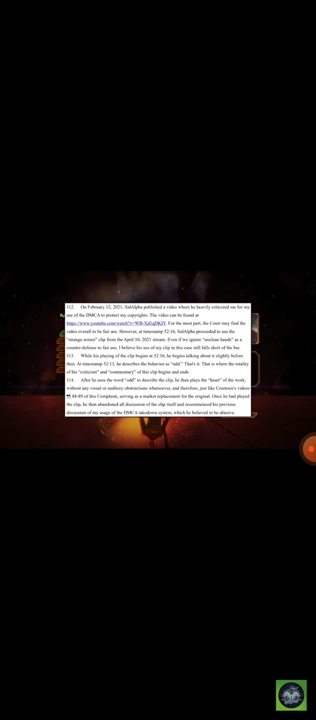 112. On February 12, 2021, SidAlpha published a video where he heavily criticized me for my
use of the DMCA to protect my copyrights. The video can be found at
For the most part, the Court may find the
video overall to be fair use. However, at timestamp 52:16, SidAlpha proceeded to use the
"strange noises" clip from the April 10, 2021 stream. Even if we ignore "unclean hands" as a
counter-defense to fair use, I believe his use of my clip in this case still falls short of the bar
113. While his playing of the clip begins at 52:16, he begins talking about it slightly before
then. At timestamp 52:13, he describes the behavior as "odd." That's it. That is where the totality
of his "criticism" and "commentary" of this clip begins and ends.
114. After he uses the word "odd" to describe the clip, he then plays the "heart" of the work,
without any visual or auditory obstructions whatsoever, and therefore, just like Creetosis's videos
¶¶ 88-89 of this Complaint, serving as a market replacement for the original. Once he had played
the clip, he then abandoned all discussion of the clip itself and recommenced his previous
discussion of my usage of the DMCA takedown system, which he believed to be abusive.